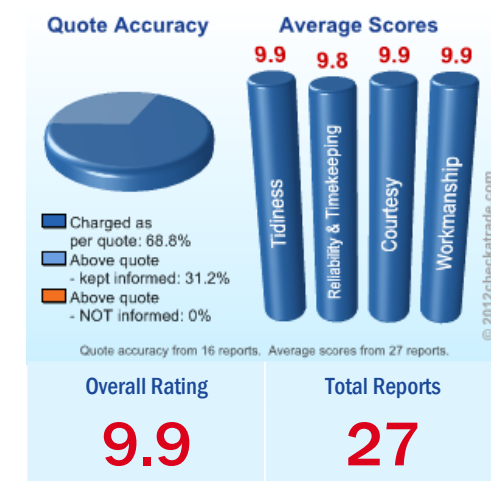 Quote Accuracy
Average Scores
9.9
9.8
9.9
9.9
Tidiness
Reliability & Timekeeping
Courtesy
Workmanship
Charged as
per quote: 68.8%
Above quote
- kept informed: 31.2%
Above quote
- NOT informed: 0%
© 2012checkatrade.com
Quote accuracy from 16 reports. Average scores from 27 reports.
Overall Rating
Total Reports
9.9
27